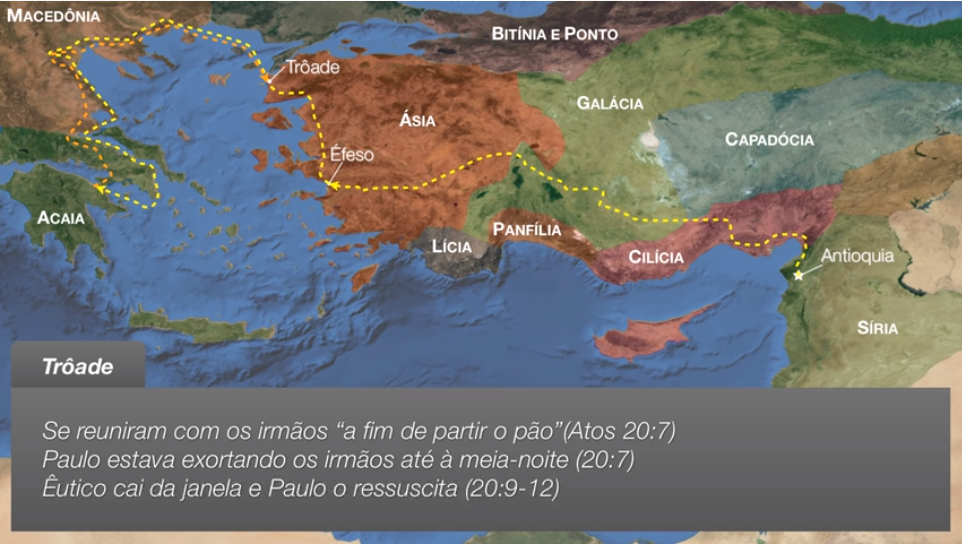 MACEDÔNIA
BITÍNIA E PONTO
Trôade
GALÁCIA
ÁSIA
CAPADÓCIA
Éfeso
ACAIA
PANFÍLIA
LÍCIA
CILÍCIA
Antioquia
SÍRIA
Trôade
Se reuniram com os irmãos “a fim de partir o pão”(Atos 20:7)
Paulo estava exortando os irmãos até à meia-noite (20:7)
Êutico cai da janela e Paulo o ressuscita (20:9-12)